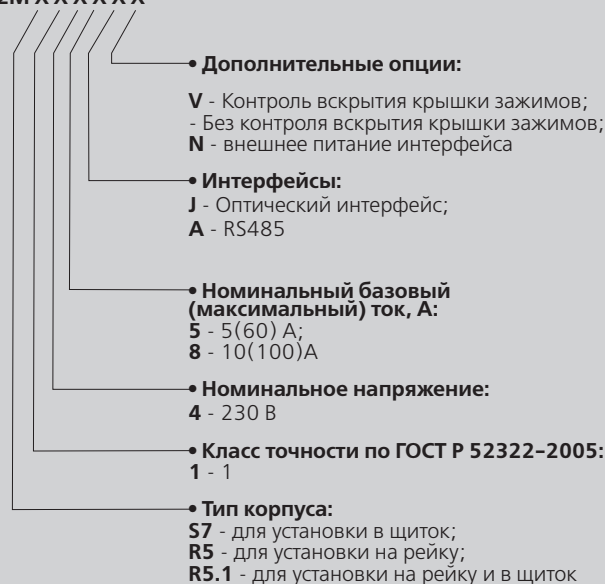 • Дополнительные опции:
V - Контроль вскрытия крышки зажимов;
- Без контроля вскрытия крышки зажимов;
N - внешнее питание интерфейса
• Интерфейсы:
J - Оптический интерфейс;
A - RS485
• Номинальный базовый
(максимальный) ток, А:
5 - 5(60) А;
8 - 10(100)А
• Номинальное напряжение:
4 - 230 В
• Класс точности по ГОСТ Р 52322–2005:
1 - 1
• Тип корпуса:
S7 - для установки в щиток;
R5 - для установки на рейку;
R5.1 - для установки на рейку и в щиток